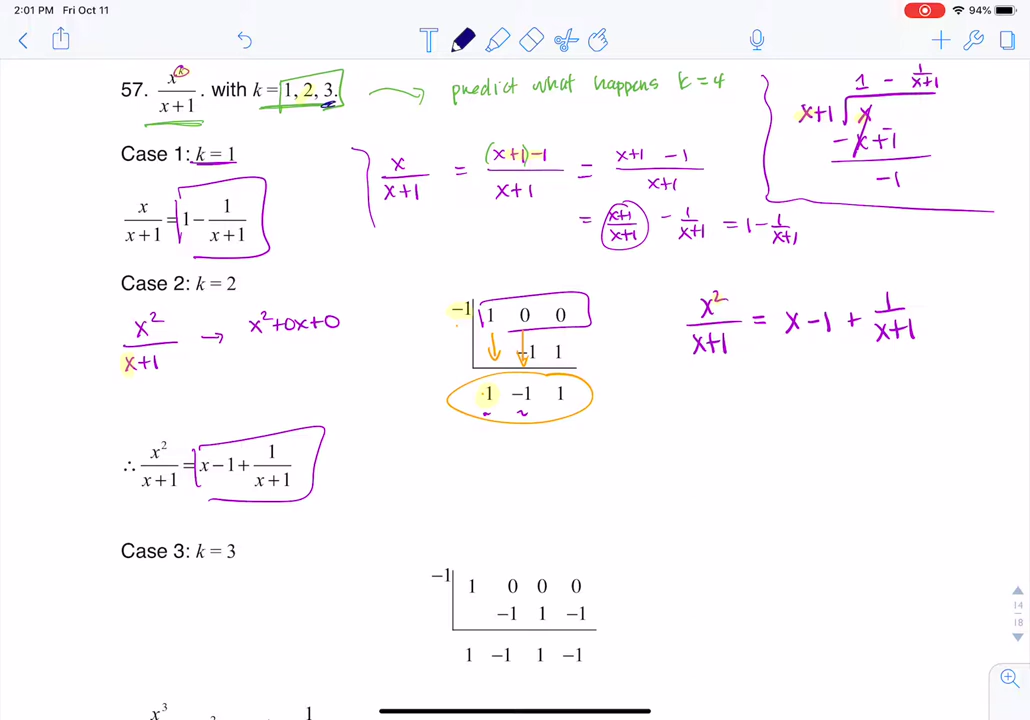 2:01 PM Fri Oct 11
94%
57. x^k/(x+1). with k = 1, 2, 3. → predict what happens k=4
Case 1: k = 1
x/(x+1) = ((x+1)−1)/(x+1) = (x+1 −1)/(x+1)
= (x+1)/(x+1) − 1/(x+1) = 1 − 1/(x+1)
1 − 1/(x+1)
x+1 √x
−x+1
−1
x/(x+1) = 1 − 1/(x+1)
Case 2: k = 2
x²/(x+1) → x²+0x+0
−1 | 1 0 0
−1 1
1 −1 1
x²/(x+1) = x−1 + 1/(x+1)
∴ x²/(x+1) = x−1+ 1/(x+1)
Case 3: k = 3
−1 | 1 0 0 0
−1 1 −1
1 −1 1 −1
x³ 1
14
18